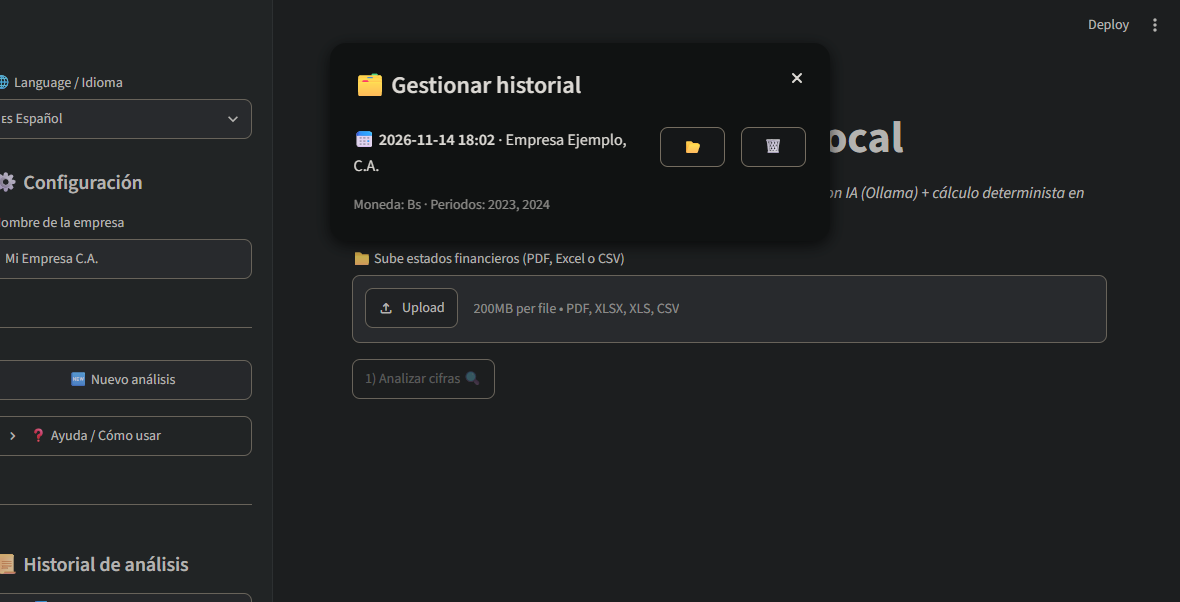 Deploy
Language / Idioma
ES Español
Configuración
ombre de la empresa
Mi Empresa C.A.
NEW Nuevo análisis
Ayuda / Cómo usar
Historial de análisis
Gestionar historial
2026-11-14 18:02 · Empresa Ejemplo,
C.A.
Moneda: Bs · Periodos: 2023, 2024
ocal
on IA (Ollama) + cálculo determinista en
Sube estados financieros (PDF, Excel o CSV)
Upload
200MB per file • PDF, XLSX, XLS, CSV
1) Analizar cifras